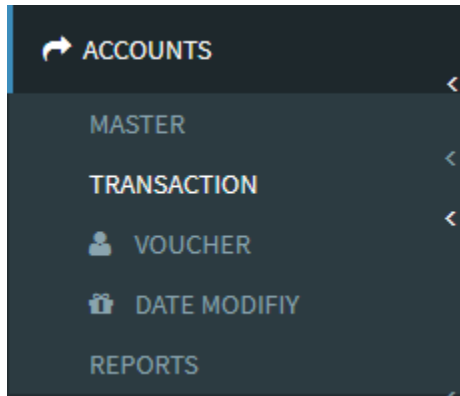 ACCOUNTS
MASTER
TRANSACTION
VOUCHER
DATE MODIFIY
REPORTS